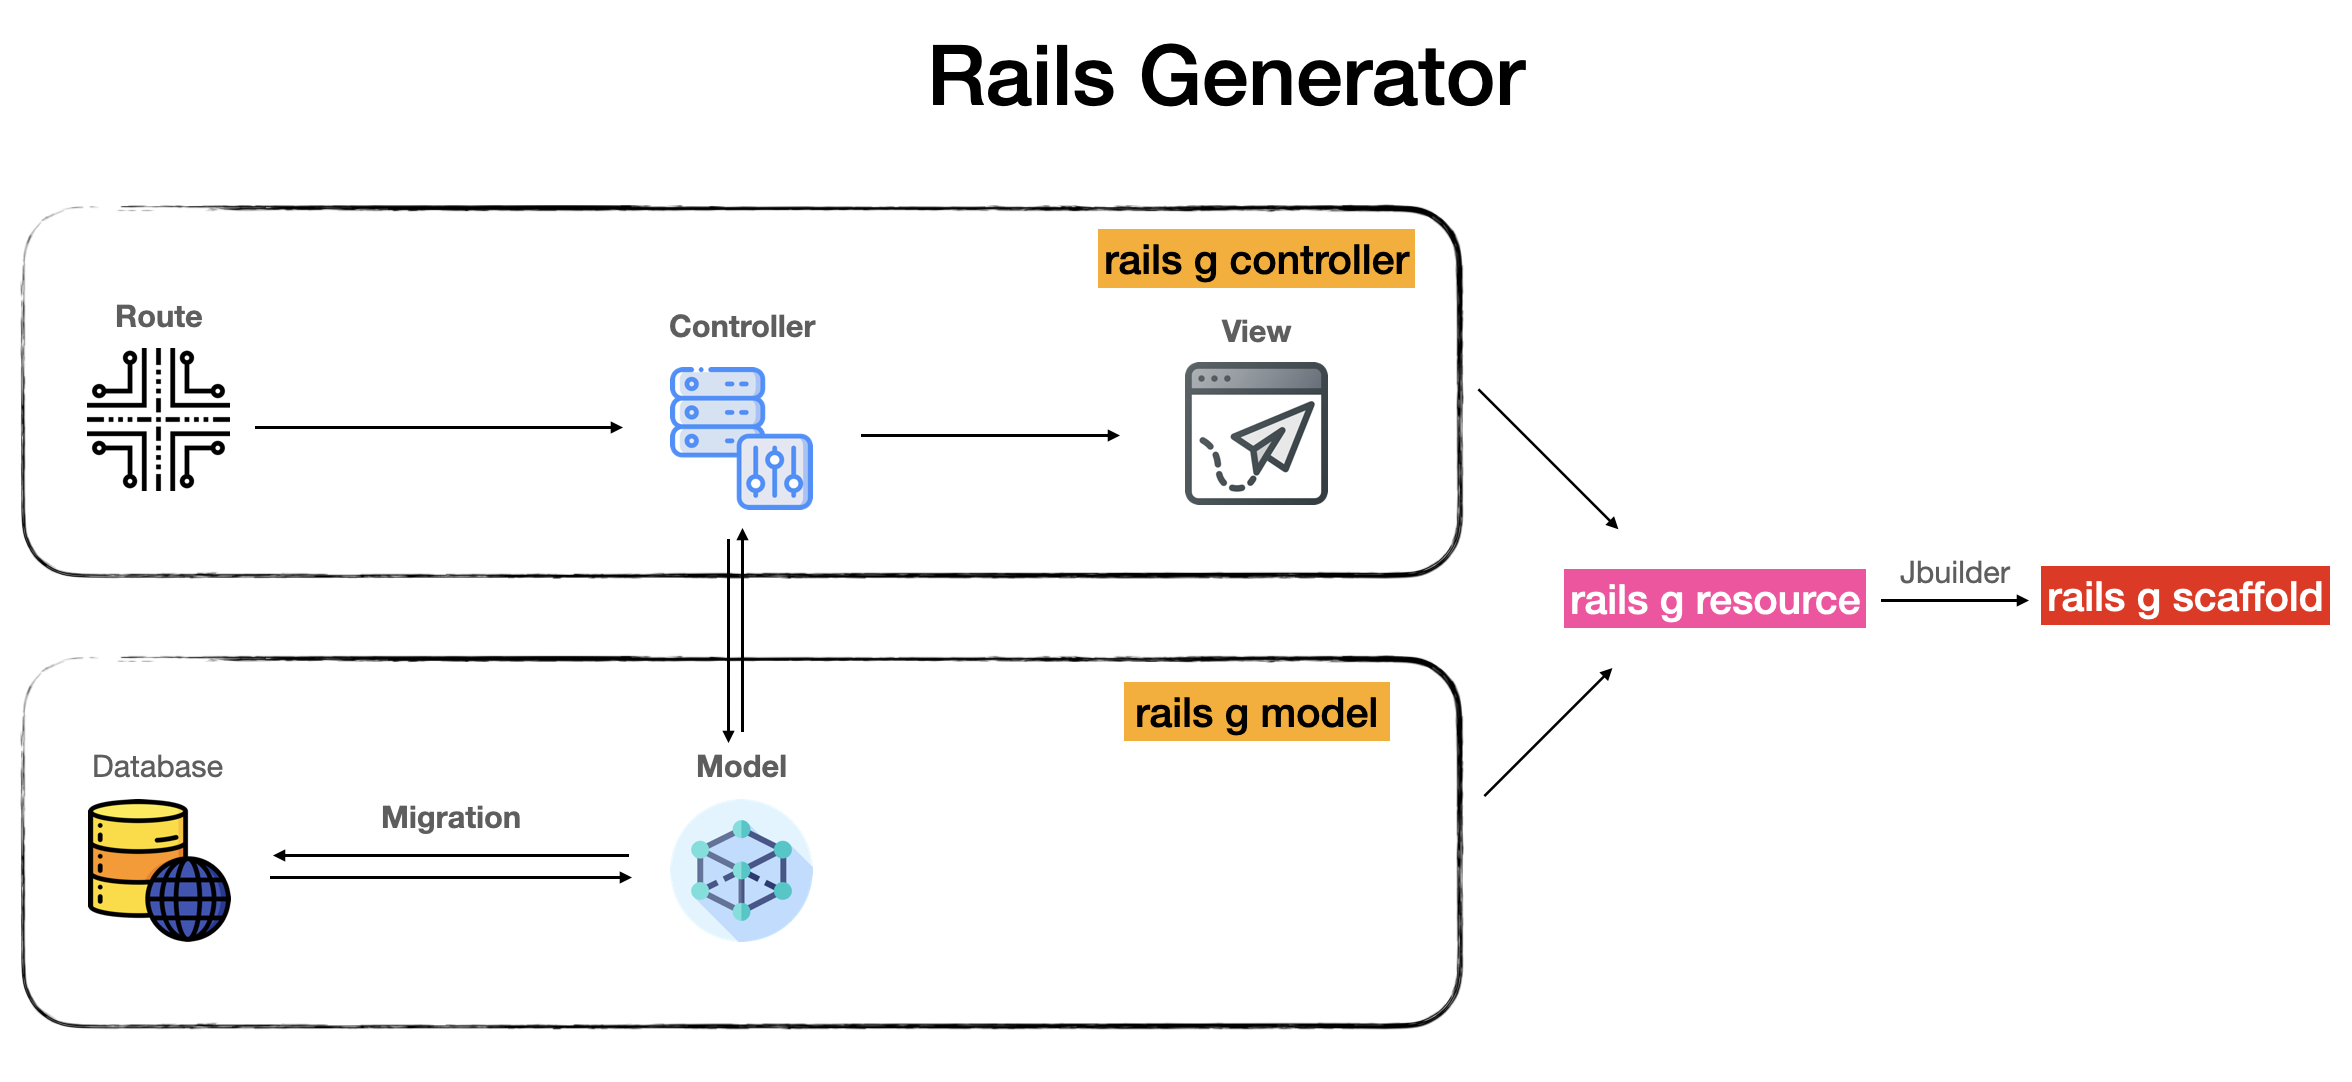 Rails Generator
rails g controller
Route
Controller
View
rails g resource
Jbuilder
rails g scaffold
rails g model
Database
Migration
Model